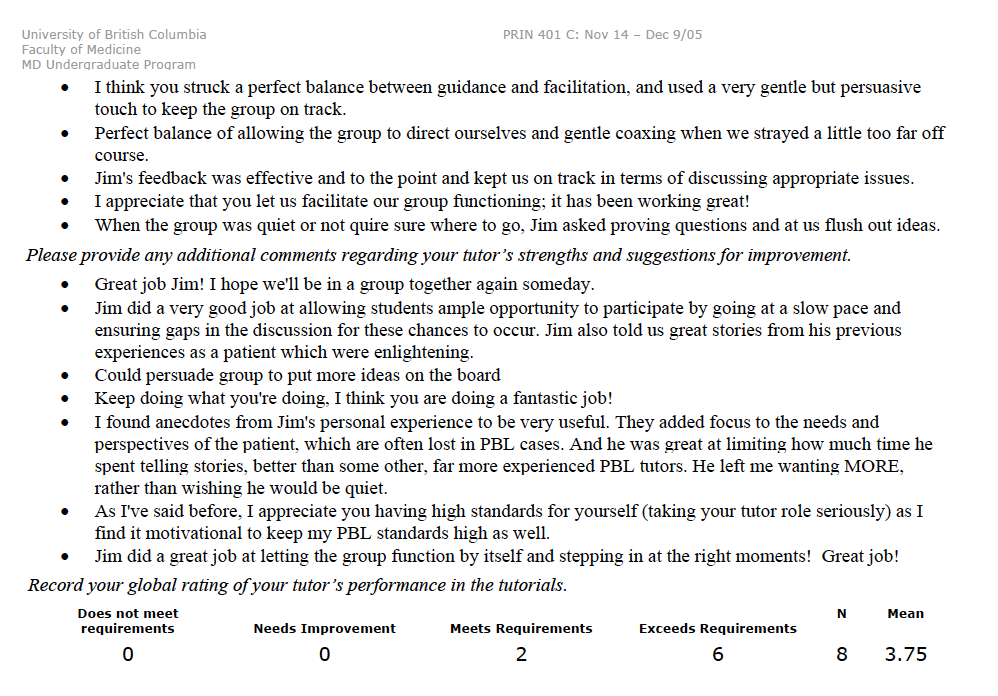 University of British Columbia
PRIN 401 C: Nov 14 – Dec 9/05
Faculty of Medicine
MD Undergraduate Program
• I think you struck a perfect balance between guidance and facilitation, and used a very gentle but persuasive
touch to keep the group on track.
• Perfect balance of allowing the group to direct ourselves and gentle coaxing when we strayed a little too far off
course.
• Jim's feedback was effective and to the point and kept us on track in terms of discussing appropriate issues.
• I appreciate that you let us facilitate our group functioning; it has been working great!
• When the group was quiet or not quire sure where to go, Jim asked proving questions and at us flush out ideas.
Please provide any additional comments regarding your tutor’s strengths and suggestions for improvement.
• Great job Jim! I hope we'll be in a group together again someday.
• Jim did a very good job at allowing students ample opportunity to participate by going at a slow pace and
ensuring gaps in the discussion for these chances to occur. Jim also told us great stories from his previous
experiences as a patient which were enlightening.
• Could persuade group to put more ideas on the board
• Keep doing what you're doing, I think you are doing a fantastic job!
• I found anecdotes from Jim's personal experience to be very useful. They added focus to the needs and
perspectives of the patient, which are often lost in PBL cases. And he was great at limiting how much time he
spent telling stories, better than some other, far more experienced PBL tutors. He left me wanting MORE,
rather than wishing he would be quiet.
• As I've said before, I appreciate you having high standards for yourself (taking your tutor role seriously) as I
find it motivational to keep my PBL standards high as well.
• Jim did a great job at letting the group function by itself and stepping in at the right moments!  Great job!
Record your global rating of your tutor’s performance in the tutorials.
Does not meet
requirements
Needs Improvement
Meets Requirements
Exceeds Requirements
N
Mean
0
0
2
6
8
3.75